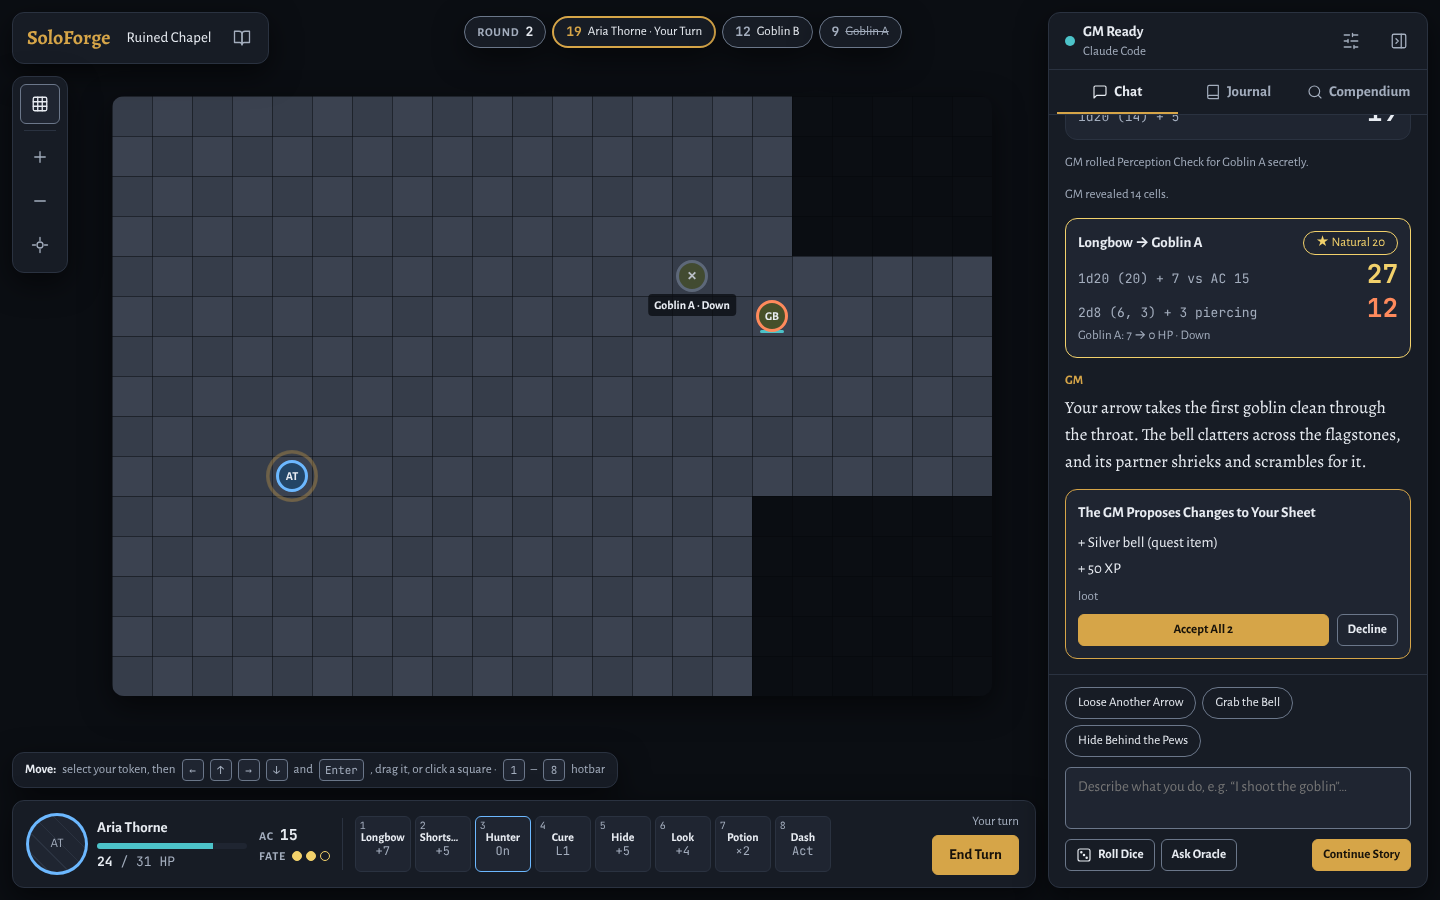 SoloForge Ruined Chapel
ROUND 2
19 Aria Thorne · Your Turn
12 Goblin B
9 Goblin A
GM Ready
Claude Code
Chat
Journal
Compendium
1d20 (14) + 5
GM rolled Perception Check for Goblin A secretly.
GM revealed 14 cells.
Longbow → Goblin A
★ Natural 20
1d20 (20) + 7 vs AC 15 27
2d8 (6, 3) + 3 piercing 12
Goblin A: 7 → 0 HP · Down
GM
Your arrow takes the first goblin clean through
the throat. The bell clatters across the flagstones,
and its partner shrieks and scrambles for it.
The GM Proposes Changes to Your Sheet
+ Silver bell (quest item)
+ 50 XP
loot
Accept All 2
Decline
Loose Another Arrow
Grab the Bell
Hide Behind the Pews
Describe what you do, e.g. “I shoot the goblin”…
Roll Dice
Ask Oracle
Continue Story
×
Goblin A · Down
GB
AT
Move: select your token, then ← ↑ → ↓ and Enter , drag it, or click a square · 1 – 8 hotbar
AT
Aria Thorne
24 / 31 HP
AC 15
FATE
1 Longbow +7
2 Shorts… +5
3 Hunter On
4 Cure L1
5 Hide +5
6 Look +4
7 Potion ×2
8 Dash Act
Your turn
End Turn